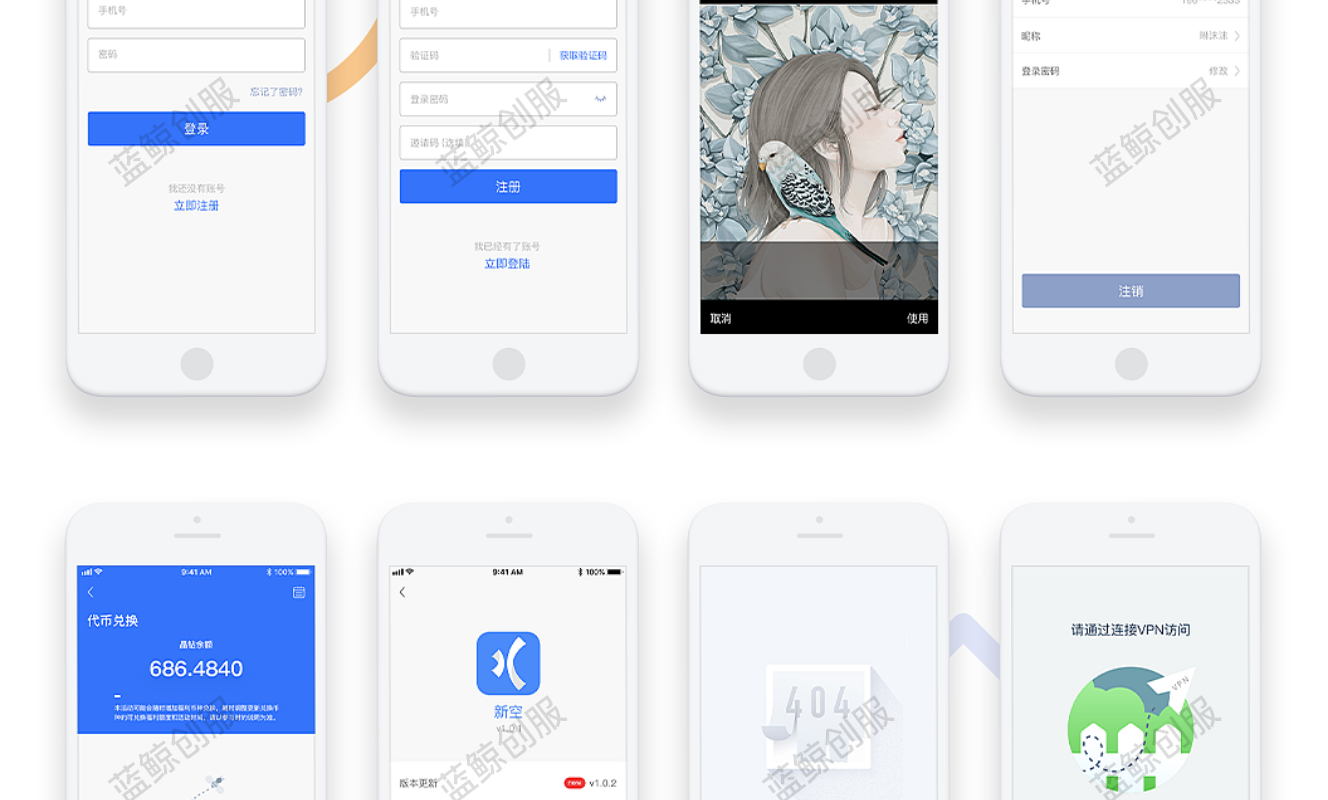 手机号
密码
忘记了密码?
登录
我还没有账号
立即注册
手机号
验证码 获取验证码
登录密码
邀请码 (选填)
注册
我已经有了账号
立即登陆
取消 使用
手机号
昵称 琳沫沫
登录密码 修改
注销
蓝鲸创服
蓝鲸创服
蓝鲸创服
蓝鲸创服
9:41 AM 100%
代币兑换
晶钻余额
686.4840
9:41 AM 100%
新空
v1.0.1
版本更新 new v1.0.2
404
请通过连接VPN访问
VPN
蓝鲸创服
蓝鲸创服
蓝鲸创服
蓝鲸创服